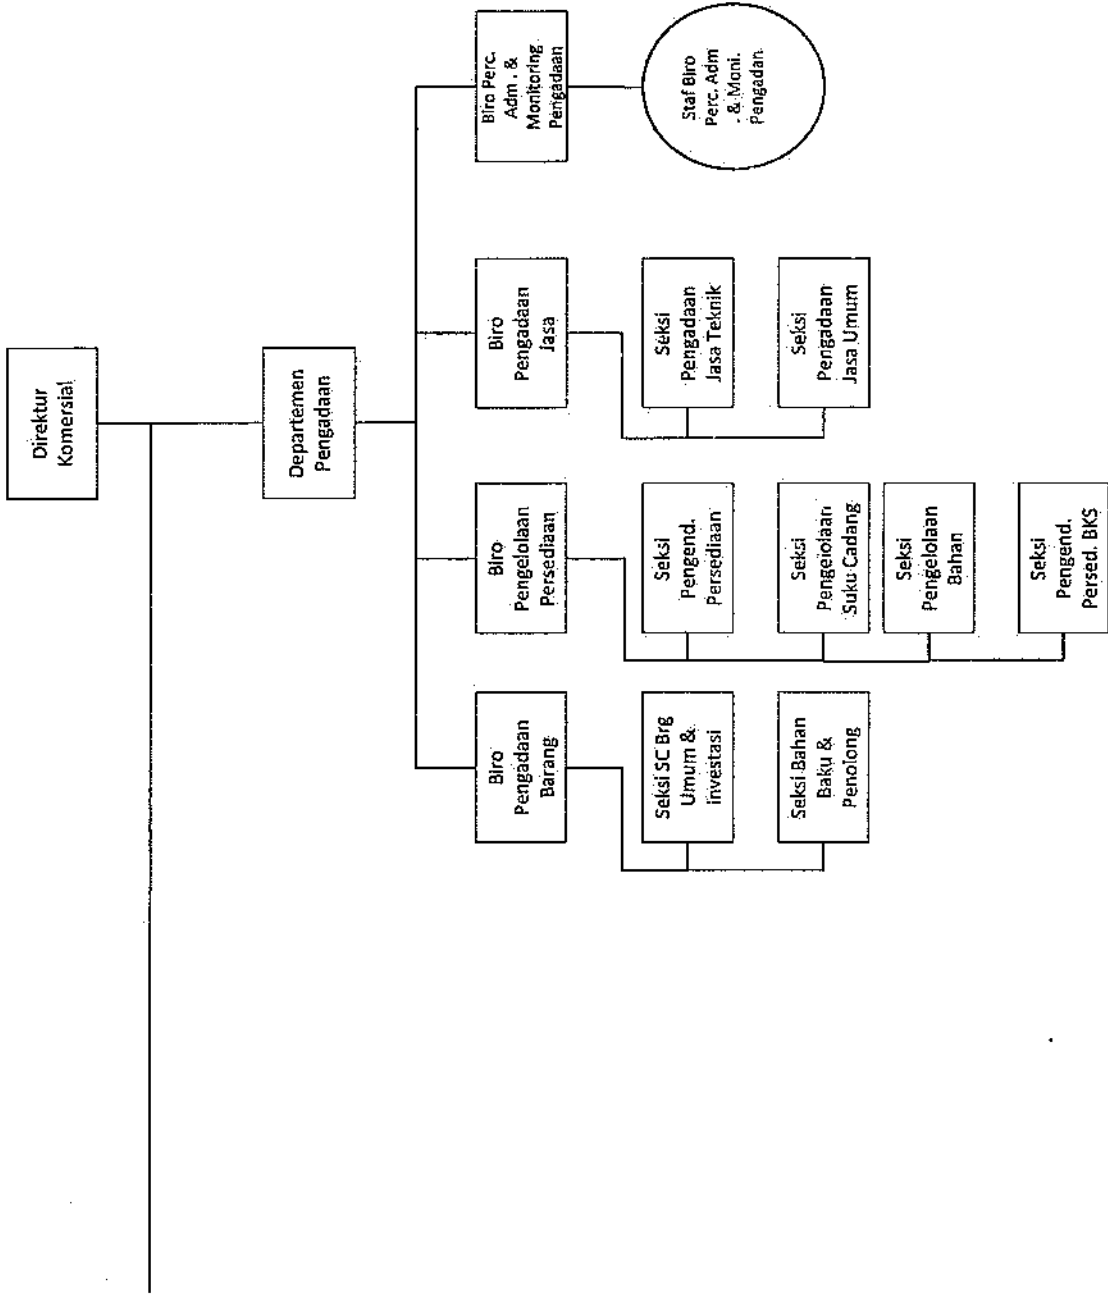 Direktur
Komersial
Departemen
Pengadaan
Biro
Pengadaan
Barang
Biro
Pengelolaan
Persediaan
Biro
Pengadaan
Jasa
Biro Perc.
Adm . &
Monitoring
Pengadaan
Seksi SC Brg
Umum &
investasi
Seksi Bahan
Baku &
Penolong
Seksi
Pengend.
Persediaan
Seksi
Pengelolaan
Suku Cadang
Seksi
Pengelolaan
Bahan
Seksi
Pengend.
Persed. BKS
Seksi
Pengadaan
Jasa Teknik
Seksi
Pengadaan
Jasa Umum
Staf Biro
Perc. Adm
. & Moni.
Pengadan